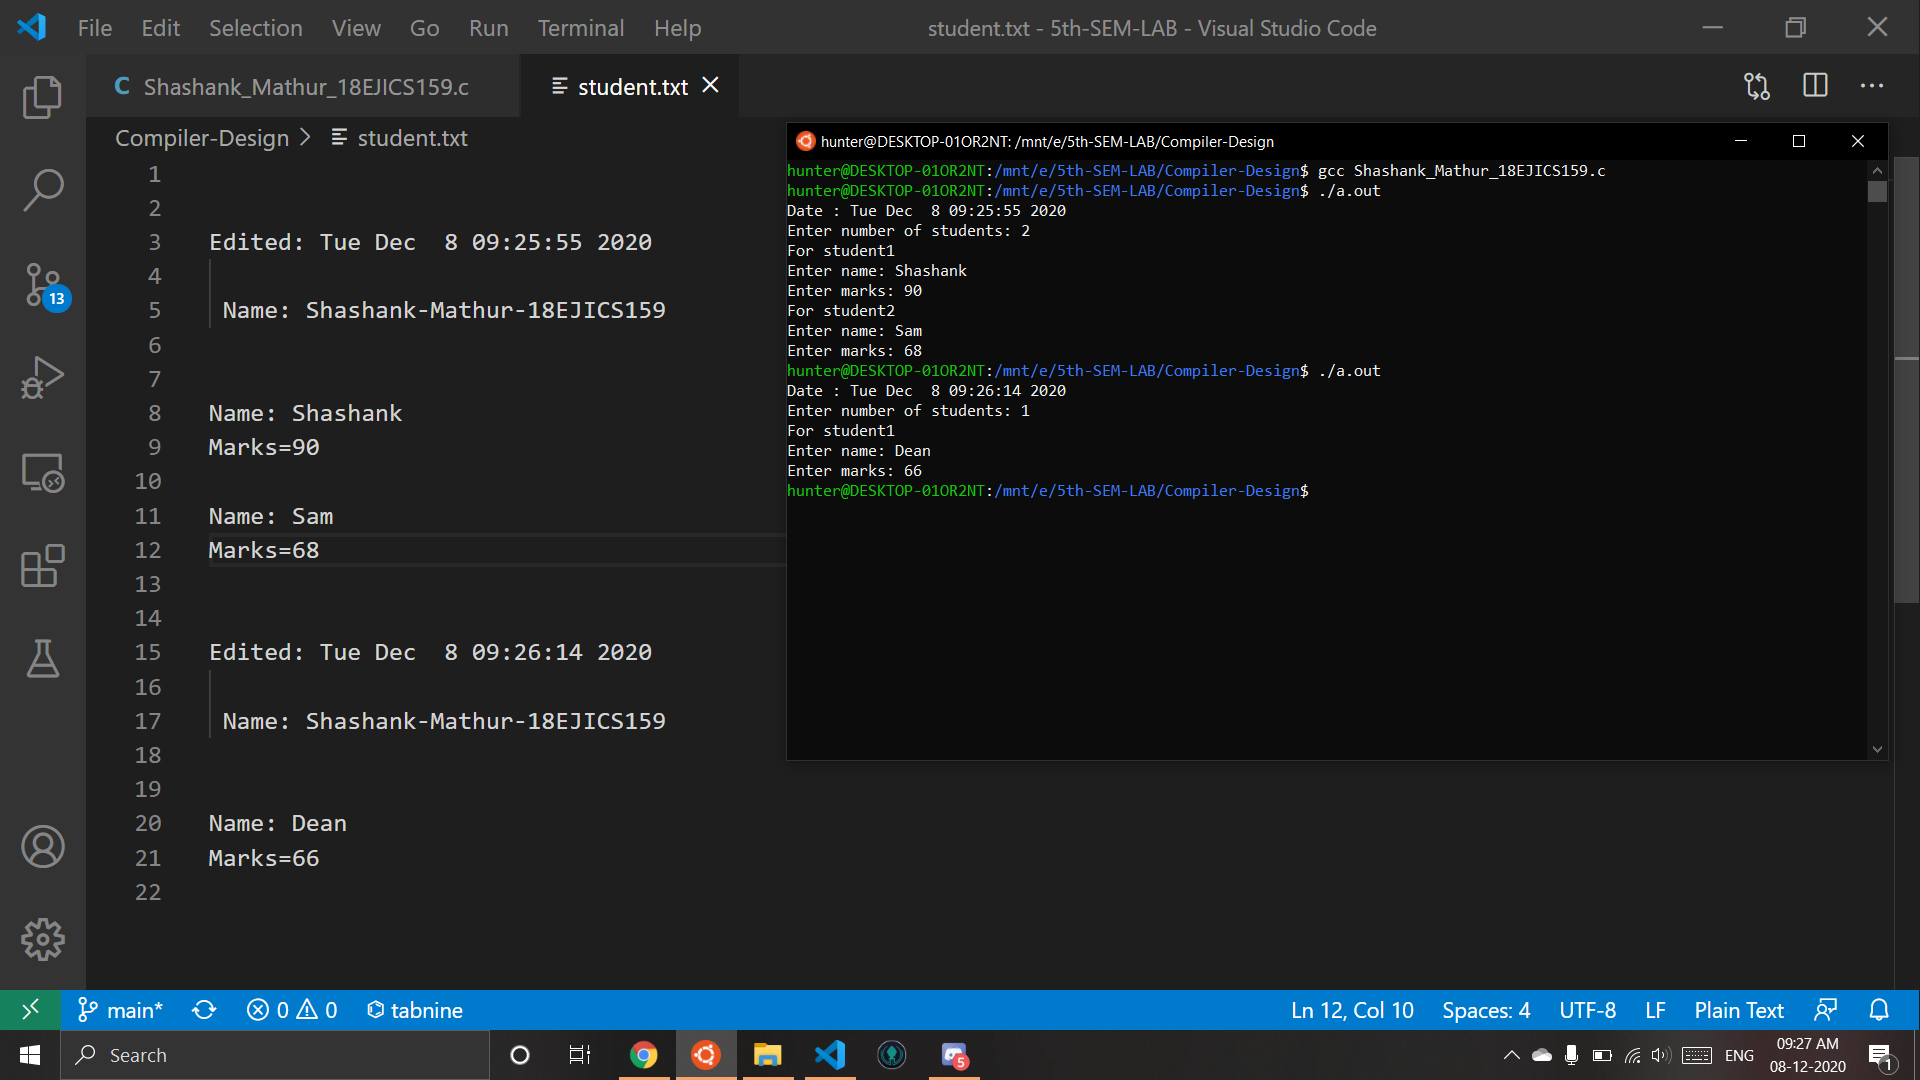 File Edit Selection View Go Run Terminal Help student.txt - 5th-SEM-LAB - Visual Studio Code
C Shashank_Mathur_18EJICS159.c student.txt
Compiler-Design > student.txt
1
2
3 Edited: Tue Dec  8 09:25:55 2020
4
5 Name: Shashank-Mathur-18EJICS159
6
7
8 Name: Shashank
9 Marks=90
10
11 Name: Sam
12 Marks=68
13
14
15 Edited: Tue Dec  8 09:26:14 2020
16
17 Name: Shashank-Mathur-18EJICS159
18
19
20 Name: Dean
21 Marks=66
22
13
hunter@DESKTOP-01OR2NT: /mnt/e/5th-SEM-LAB/Compiler-Design
hunter@DESKTOP-01OR2NT:/mnt/e/5th-SEM-LAB/Compiler-Design$ gcc Shashank_Mathur_18EJICS159.c
hunter@DESKTOP-01OR2NT:/mnt/e/5th-SEM-LAB/Compiler-Design$ ./a.out
Date : Tue Dec  8 09:25:55 2020
Enter number of students: 2
For student1
Enter name: Shashank
Enter marks: 90
For student2
Enter name: Sam
Enter marks: 68
hunter@DESKTOP-01OR2NT:/mnt/e/5th-SEM-LAB/Compiler-Design$ ./a.out
Date : Tue Dec  8 09:26:14 2020
Enter number of students: 1
For student1
Enter name: Dean
Enter marks: 66
hunter@DESKTOP-01OR2NT:/mnt/e/5th-SEM-LAB/Compiler-Design$
main* 0 0 tabnine Ln 12, Col 10 Spaces: 4 UTF-8 LF Plain Text
Search 5 ENG 09:27 AM
08-12-2020 1